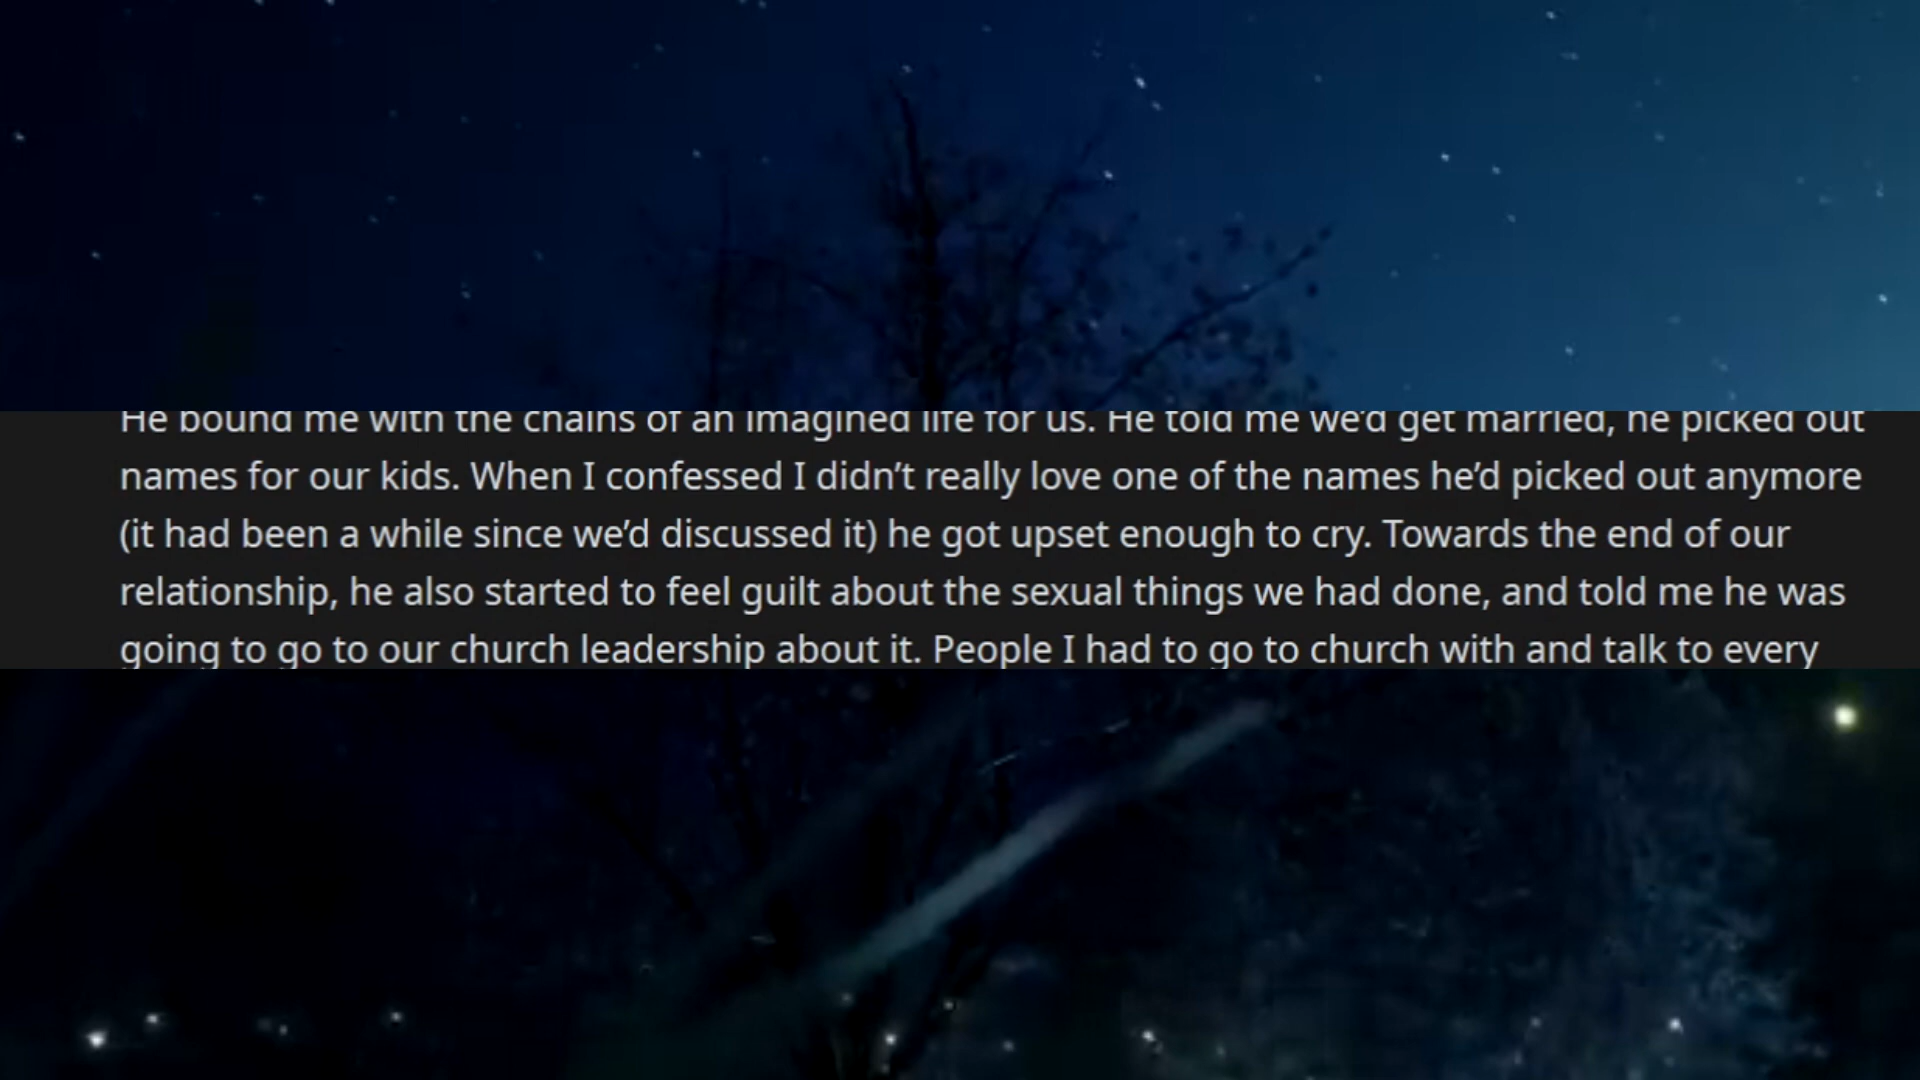 He bound me with the chains of an imagined life for us. He told me we’d get married, he picked out
names for our kids. When I confessed I didn’t really love one of the names he’d picked out anymore
(it had been a while since we’d discussed it) he got upset enough to cry. Towards the end of our
relationship, he also started to feel guilt about the sexual things we had done, and told me he was
going to go to our church leadership about it. People I had to go to church with and talk to every